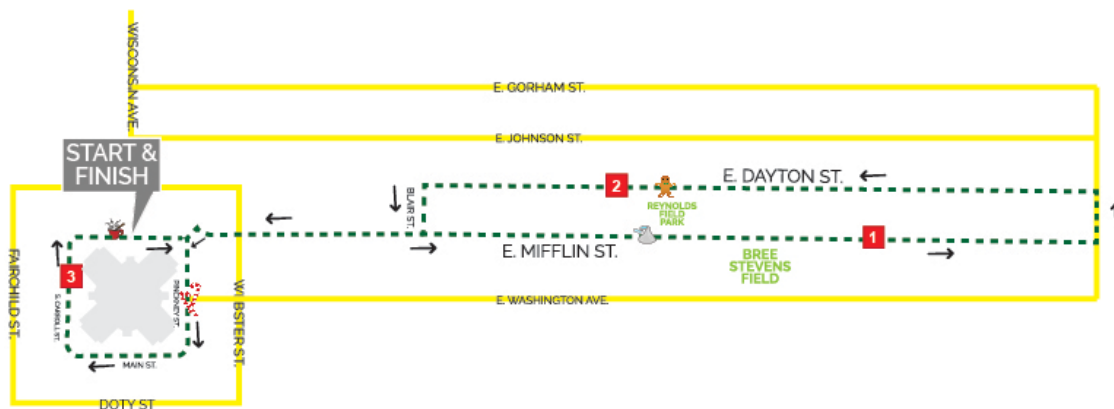 WISCONSIN AVE.
E. GORHAM ST.
E. JOHNSON ST.
START &
FINISH
2
E. DAYTON ST.
BLAIR ST.
REYNOLDS
FIELD
PARK
1
E. MIFFLIN ST.
BREE
STEVENS
FIELD
FAIRCHILD ST.
3
S. CARROLL ST.
PINCKNEY ST.
WEBSTER ST.
E. WASHINGTON AVE.
MAIN ST.
DOTY ST